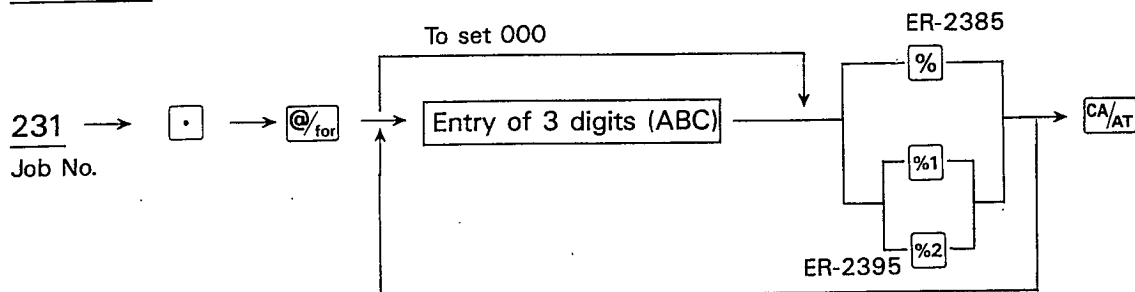 ER-2385
To set 000
%
231 · @/for Entry of 3 digits (ABC) CA/AT
Job No.
%1
%2
ER-2395